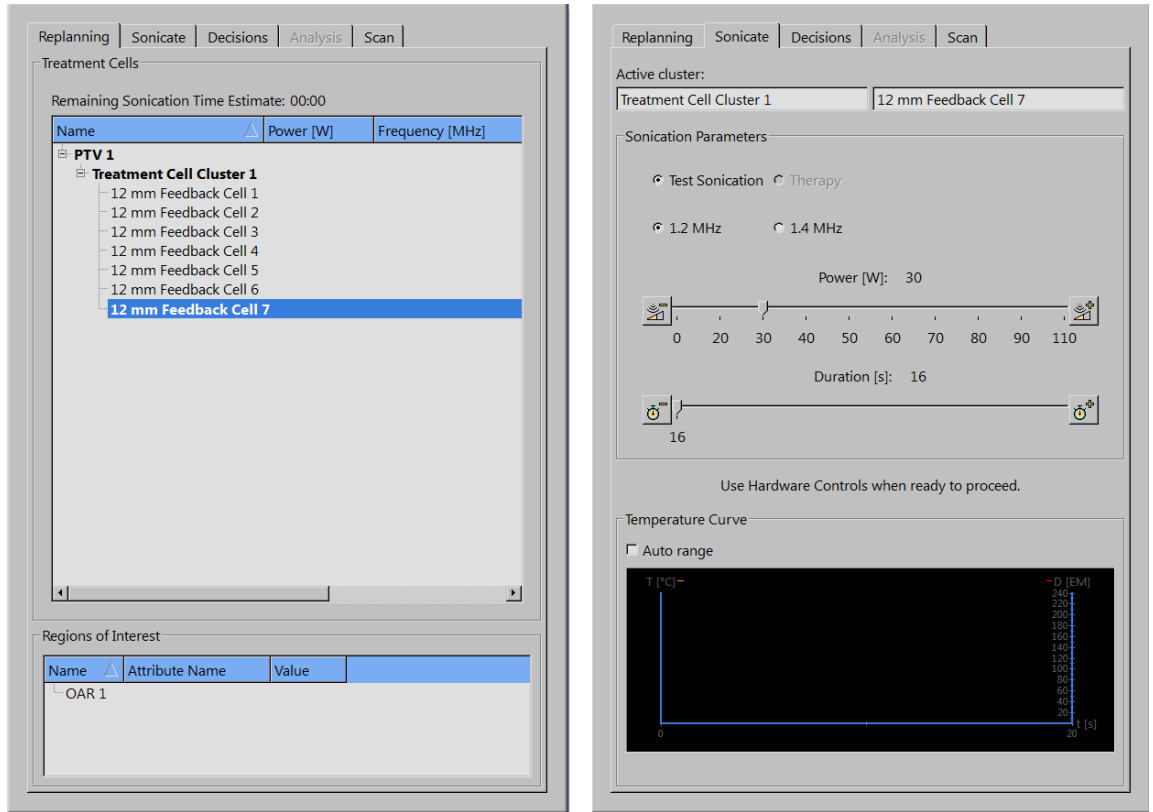 Replanning Sonicate Decisions Analysis Scan
Treatment Cells
Remaining Sonication Time Estimate: 00:00
Name Power [W] Frequency [MHz]
PTV 1
Treatment Cell Cluster 1
12 mm Feedback Cell 1
12 mm Feedback Cell 2
12 mm Feedback Cell 3
12 mm Feedback Cell 4
12 mm Feedback Cell 5
12 mm Feedback Cell 6
12 mm Feedback Cell 7
Regions of Interest
Name Attribute Name Value
OAR 1
Replanning Sonicate Decisions Analysis Scan
Active cluster:
Treatment Cell Cluster 1 12 mm Feedback Cell 7
Sonication Parameters
Test Sonication Therapy
1.2 MHz 1.4 MHz
Power [W]: 30
0 20 30 40 50 60 70 80 90 110
Duration [s]: 16
16
Use Hardware Controls when ready to proceed.
Temperature Curve
Auto range
T [°C] D [EM]
240
220
200
180
160
140
120
100
80
60
40
20
t [s]
0 20